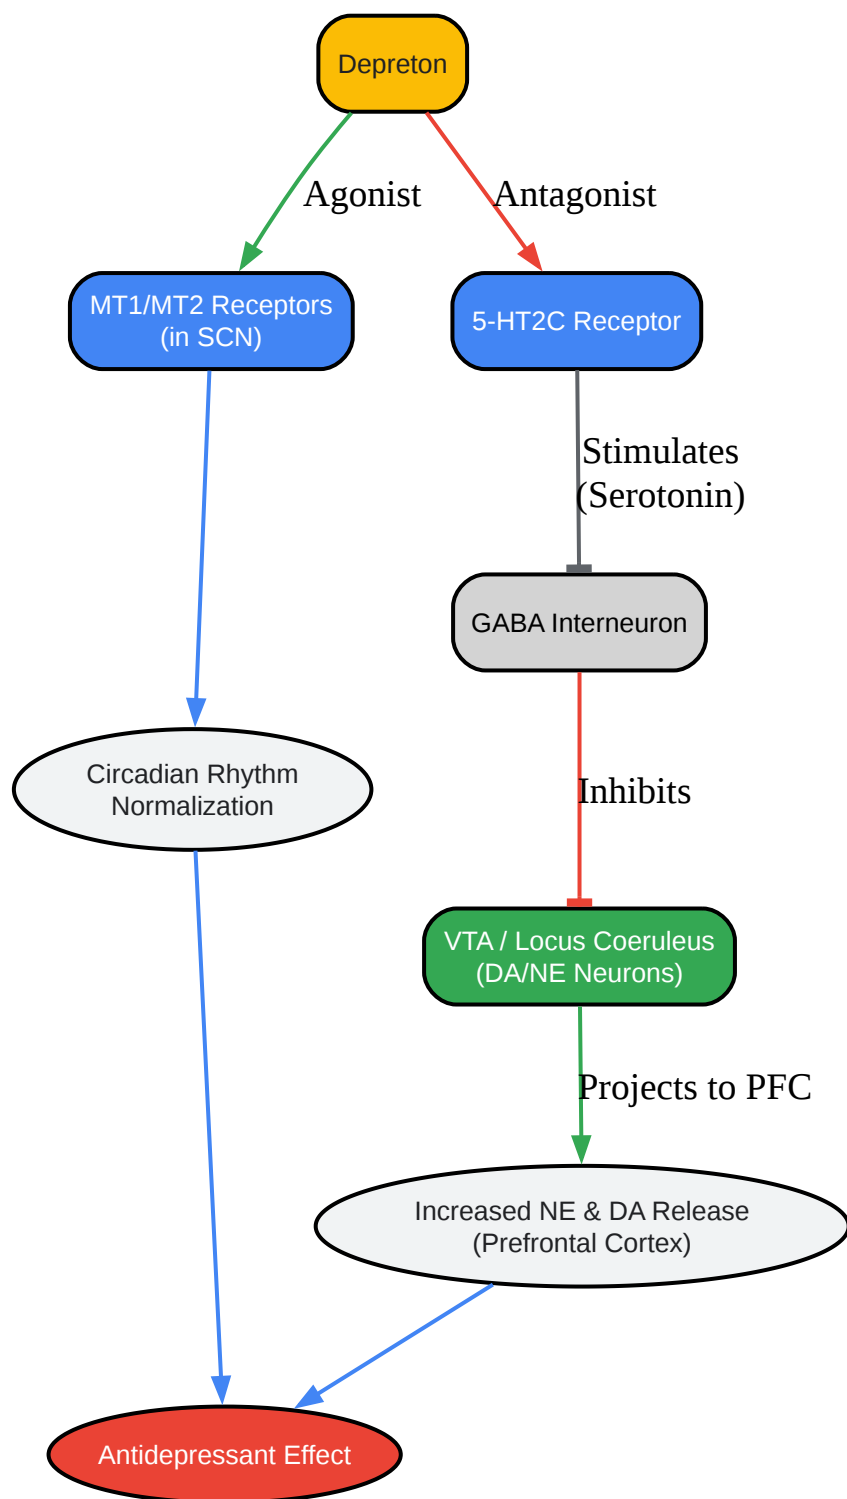 Depreton
Agonist
Antagonist
MT1/MT2 Receptors
(in SCN)
5-HT2C Receptor
Stimulates
(Serotonin)
GABA Interneuron
Circadian Rhythm
Normalization
Inhibits
VTA / Locus Coeruleus
(DA/NE Neurons)
Projects to PFC
Increased NE & DA Release
(Prefrontal Cortex)
Antidepressant Effect